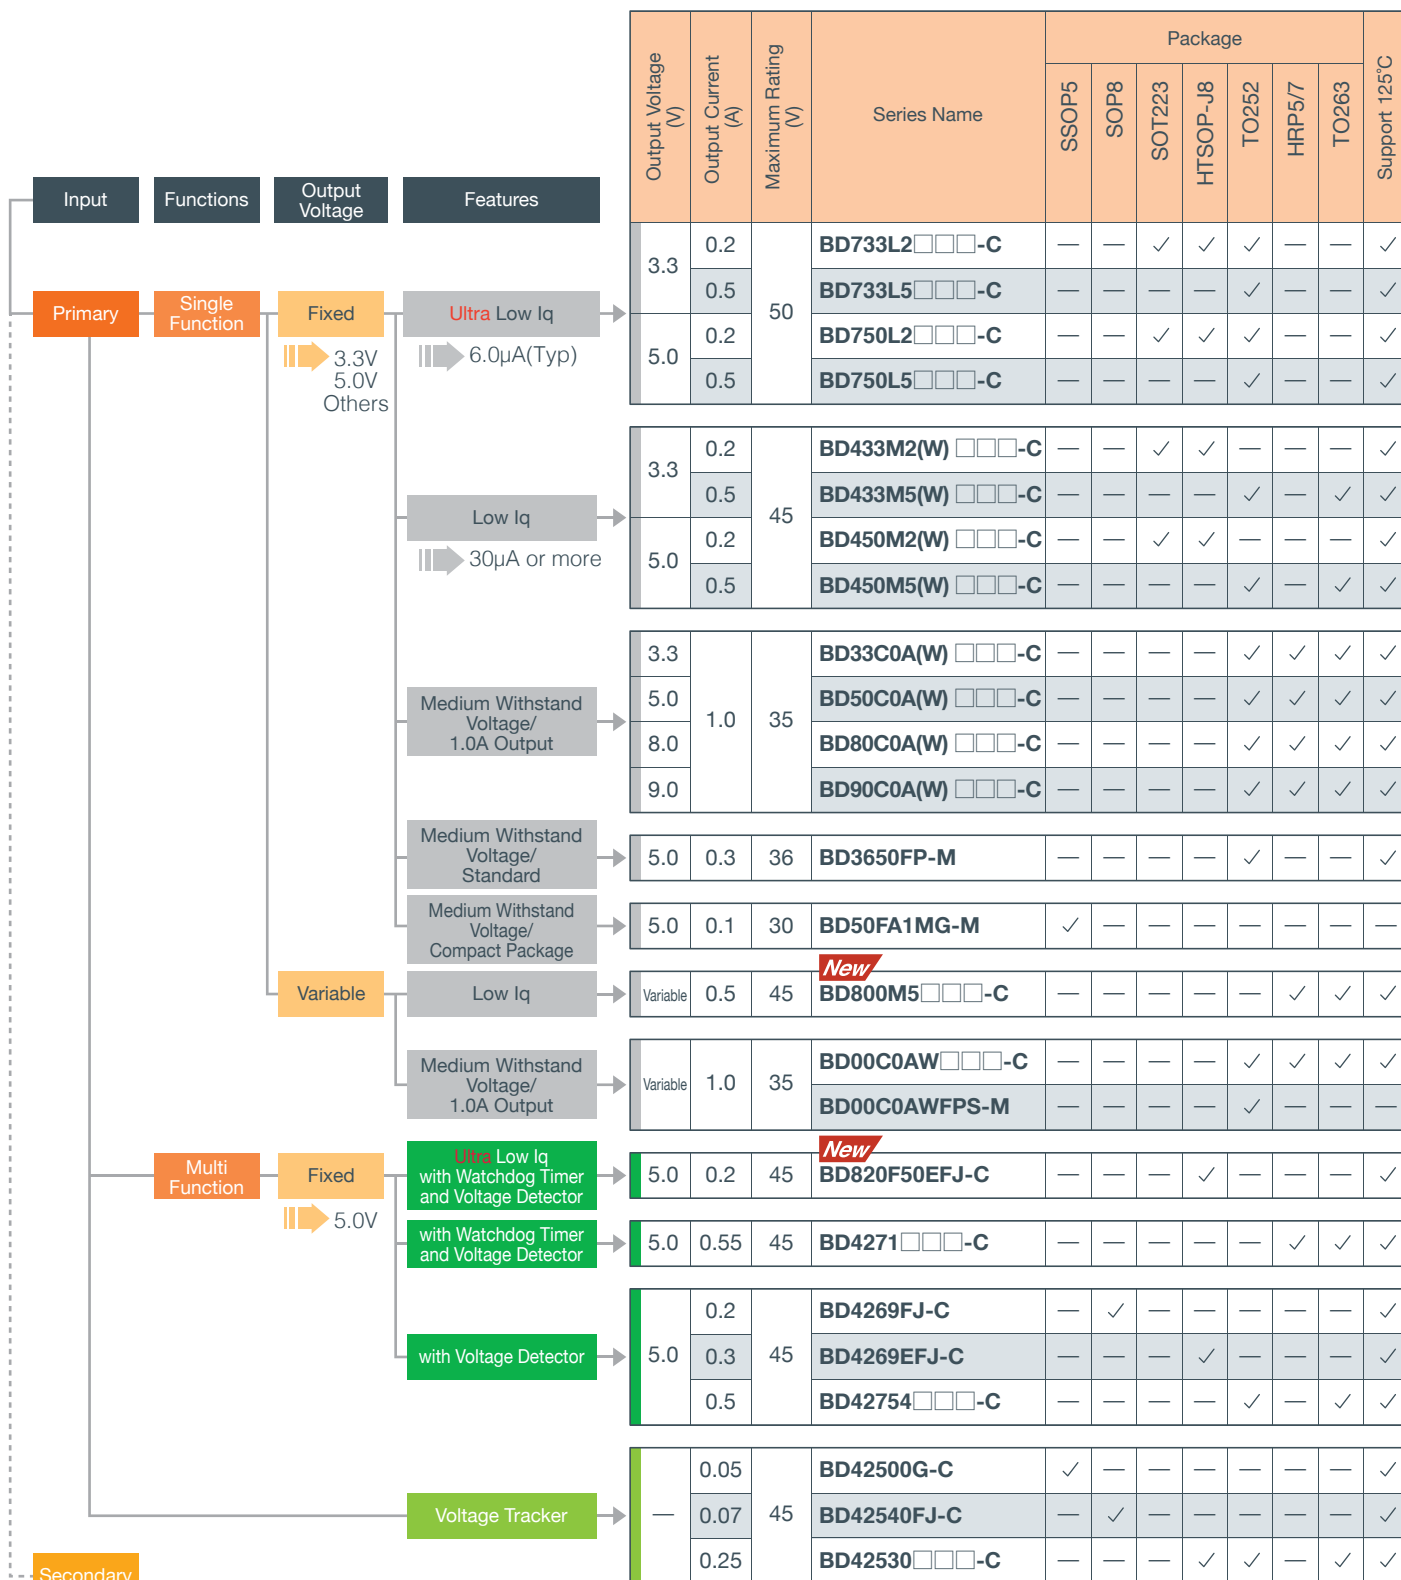 Input
Functions
Output
Voltage
Features
Output Voltage
(V)
Output Current
(A)
Maximum Rating
(V)
Series Name
Package
SSOP5
SOP8
SOT223
HTSOP-J8
TO252
HRP5/7
TO263
Support 125℃
Primary
Single
Function
Fixed
3.3V
5.0V
Others
Ultra Low Iq
6.0µA(Typ)
3.3 0.2 50 BD733L2□□□-C — — ✓ ✓ ✓ — — ✓
0.5 BD733L5□□□-C — — — — ✓ — — ✓
5.0 0.2 BD750L2□□□-C — — ✓ ✓ ✓ — — ✓
0.5 BD750L5□□□-C — — — — ✓ — — ✓
Low Iq
30µA or more
3.3 0.2 45 BD433M2(W) □□□-C — — ✓ ✓ — — — ✓
0.5 BD433M5(W) □□□-C — — — — ✓ — ✓ ✓
5.0 0.2 BD450M2(W) □□□-C — — ✓ ✓ — — — ✓
0.5 BD450M5(W) □□□-C — — — — ✓ — ✓ ✓
Medium Withstand
Voltage/
1.0A Output
3.3 1.0 35 BD33C0A(W) □□□-C — — — — ✓ ✓ ✓ ✓
5.0 BD50C0A(W) □□□-C — — — — ✓ ✓ ✓ ✓
8.0 BD80C0A(W) □□□-C — — — — ✓ ✓ ✓ ✓
9.0 BD90C0A(W) □□□-C — — — — ✓ ✓ ✓ ✓
Medium Withstand
Voltage/
Standard
5.0 0.3 36 BD3650FP-M — — — — ✓ — — ✓
Medium Withstand
Voltage/
Compact Package
5.0 0.1 30 BD50FA1MG-M ✓ — — — — — — —
Variable
Low Iq
New
Variable 0.5 45 BD800M5□□□-C — — — — — ✓ ✓ ✓
Medium Withstand
Voltage/
1.0A Output
Variable 1.0 35 BD00C0AW□□□-C — — — — ✓ ✓ ✓ ✓
BD00C0AWFPS-M — — — — ✓ — — —
Multi
Function
Fixed
5.0V
Ultra Low Iq
with Watchdog Timer
and Voltage Detector
New
5.0 0.2 45 BD820F50EFJ-C — — — ✓ — — — ✓
with Watchdog Timer
and Voltage Detector
5.0 0.55 45 BD4271□□□-C — — — — — ✓ ✓ ✓
with Voltage Detector
5.0 0.2 45 BD4269FJ-C — ✓ — — — — — ✓
0.3 BD4269EFJ-C — — — ✓ — — — ✓
0.5 BD42754□□□-C — — — — ✓ — ✓ ✓
Voltage Tracker
— 0.05 45 BD42500G-C ✓ — — — — — — ✓
0.07 BD42540FJ-C — ✓ — — — — — ✓
0.25 BD42530□□□-C — — — ✓ ✓ — ✓ ✓
Secondary